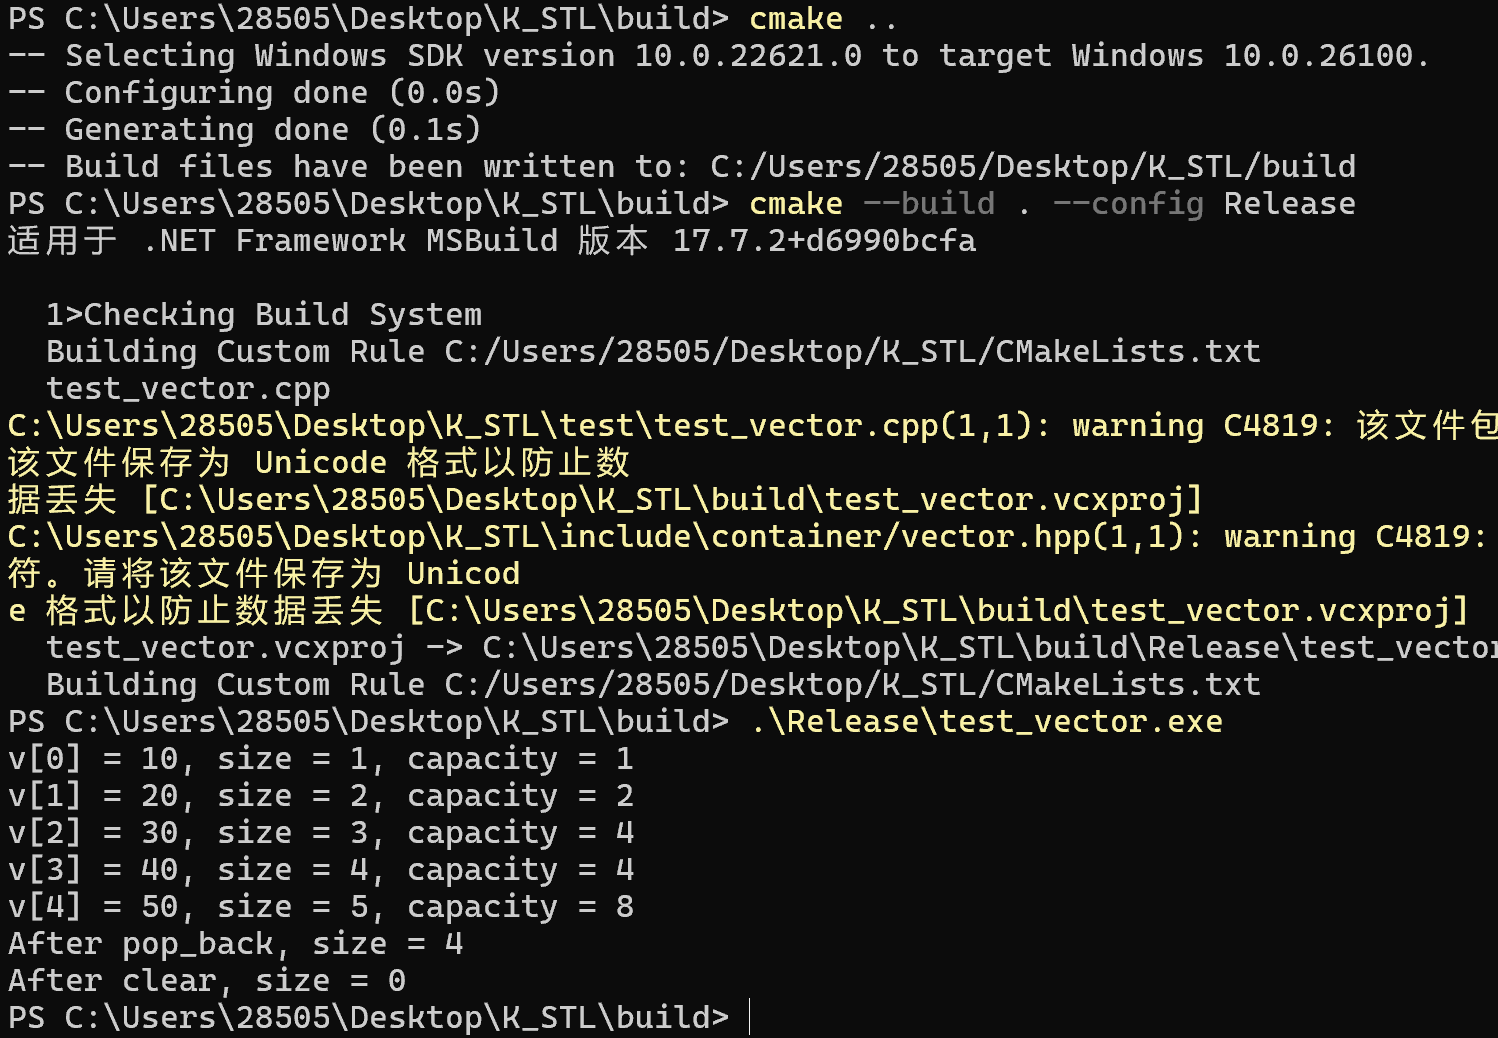 PS C:\Users\28505\Desktop\K_STL\build> cmake ..
-- Selecting Windows SDK version 10.0.22621.0 to target Windows 10.0.26100.
-- Configuring done (0.0s)
-- Generating done (0.1s)
-- Build files have been written to: C:/Users/28505/Desktop/K_STL/build
PS C:\Users\28505\Desktop\K_STL\build> cmake --build . --config Release
适用于 .NET Framework MSBuild 版本 17.7.2+d6990bcfa
1>Checking Build System
Building Custom Rule C:/Users/28505/Desktop/K_STL/CMakeLists.txt
test_vector.cpp
C:\Users\28505\Desktop\K_STL\test\test_vector.cpp(1,1): warning C4819: 该文件包
该文件保存为 Unicode 格式以防止数
据丢失 [C:\Users\28505\Desktop\K_STL\build\test_vector.vcxproj]
C:\Users\28505\Desktop\K_STL\include\container/vector.hpp(1,1): warning C4819:
符。请将该文件保存为 Unicod
e 格式以防止数据丢失 [C:\Users\28505\Desktop\K_STL\build\test_vector.vcxproj]
test_vector.vcxproj -> C:\Users\28505\Desktop\K_STL\build\Release\test_vector
Building Custom Rule C:/Users/28505/Desktop/K_STL/CMakeLists.txt
PS C:\Users\28505\Desktop\K_STL\build> .\Release\test_vector.exe
v[0] = 10, size = 1, capacity = 1
v[1] = 20, size = 2, capacity = 2
v[2] = 30, size = 3, capacity = 4
v[3] = 40, size = 4, capacity = 4
v[4] = 50, size = 5, capacity = 8
After pop_back, size = 4
After clear, size = 0
PS C:\Users\28505\Desktop\K_STL\build>